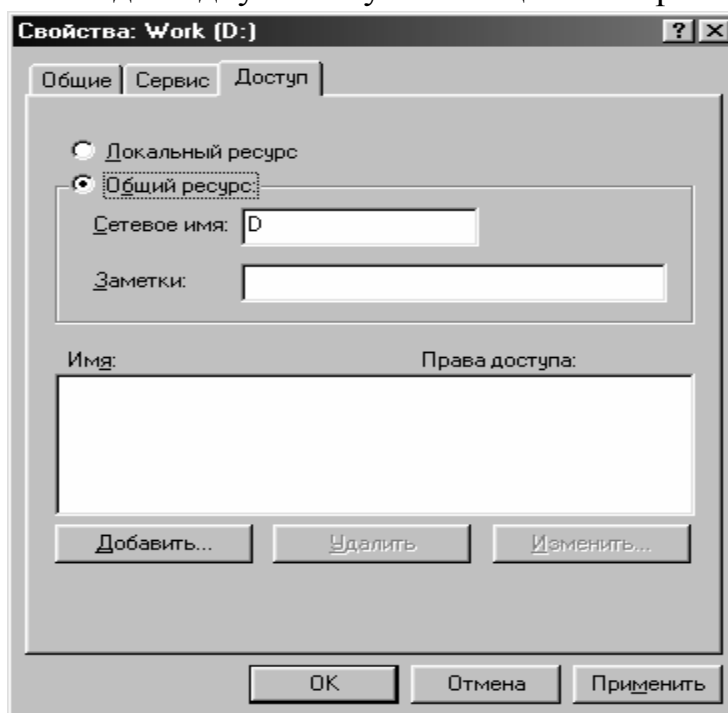 Свойства: Work (D:)
Общие Сервис Доступ
Локальный ресурс
Общий ресурс:
Сетевое имя: D
Заметки:
Имя: Права доступа:
Добавить... Удалить Изменить...
ОК Отмена Применить